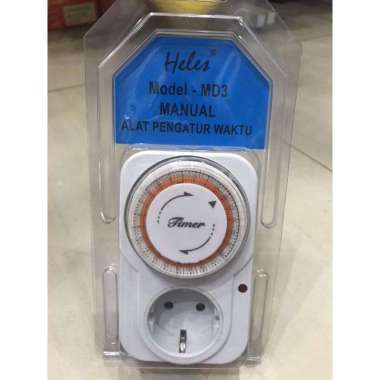 Heles®
Model - MD3
MANUAL
ALAT PENGATUR WAKTU
Timer